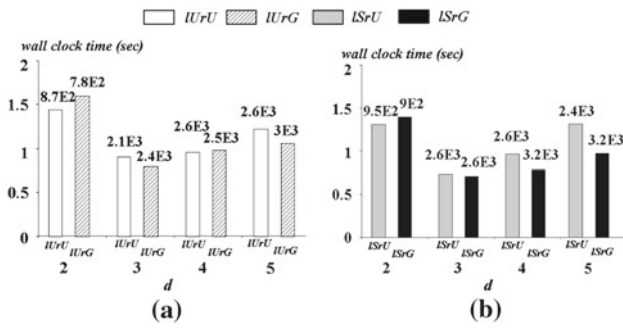 lUrU lUrG lSrU lSrG
wall clock time (sec)
2
1.5
1
0.5
0
8.7E2
7.8E2
2.1E3
2.4E3
2.6E3
2.5E3
2.6E3
3E3
lUrU lUrG lUrU lUrG lUrU lUrG lUrU lUrG
2 3 4 5
d
(a)
wall clock time (sec)
2
1.5
1
0.5
0
9.5E2
9E2
2.6E3
2.6E3
2.6E3
3.2E3
2.4E3
3.2E3
lSrU lSrG lSrU lSrG lSrU lSrG lSrU lSrG
2 3 4 5
d
(b)